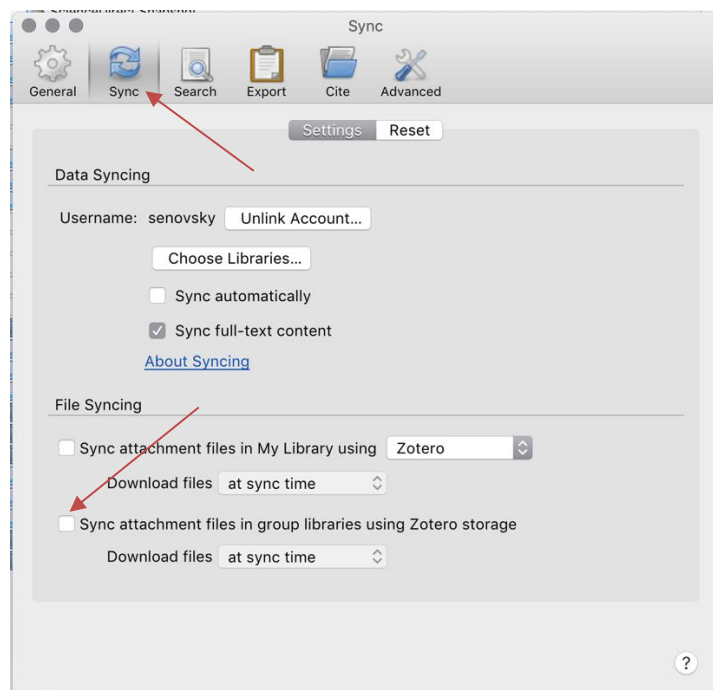 ScienceDirect Snapshot
Sync
General Sync Search Export Cite Advanced
Settings Reset
Data Syncing
Username: senovsky Unlink Account...
Choose Libraries...
Sync automatically
Sync full-text content
About Syncing
File Syncing
Sync attachment files in My Library using Zotero
Download files at sync time
Sync attachment files in group libraries using Zotero storage
Download files at sync time
?